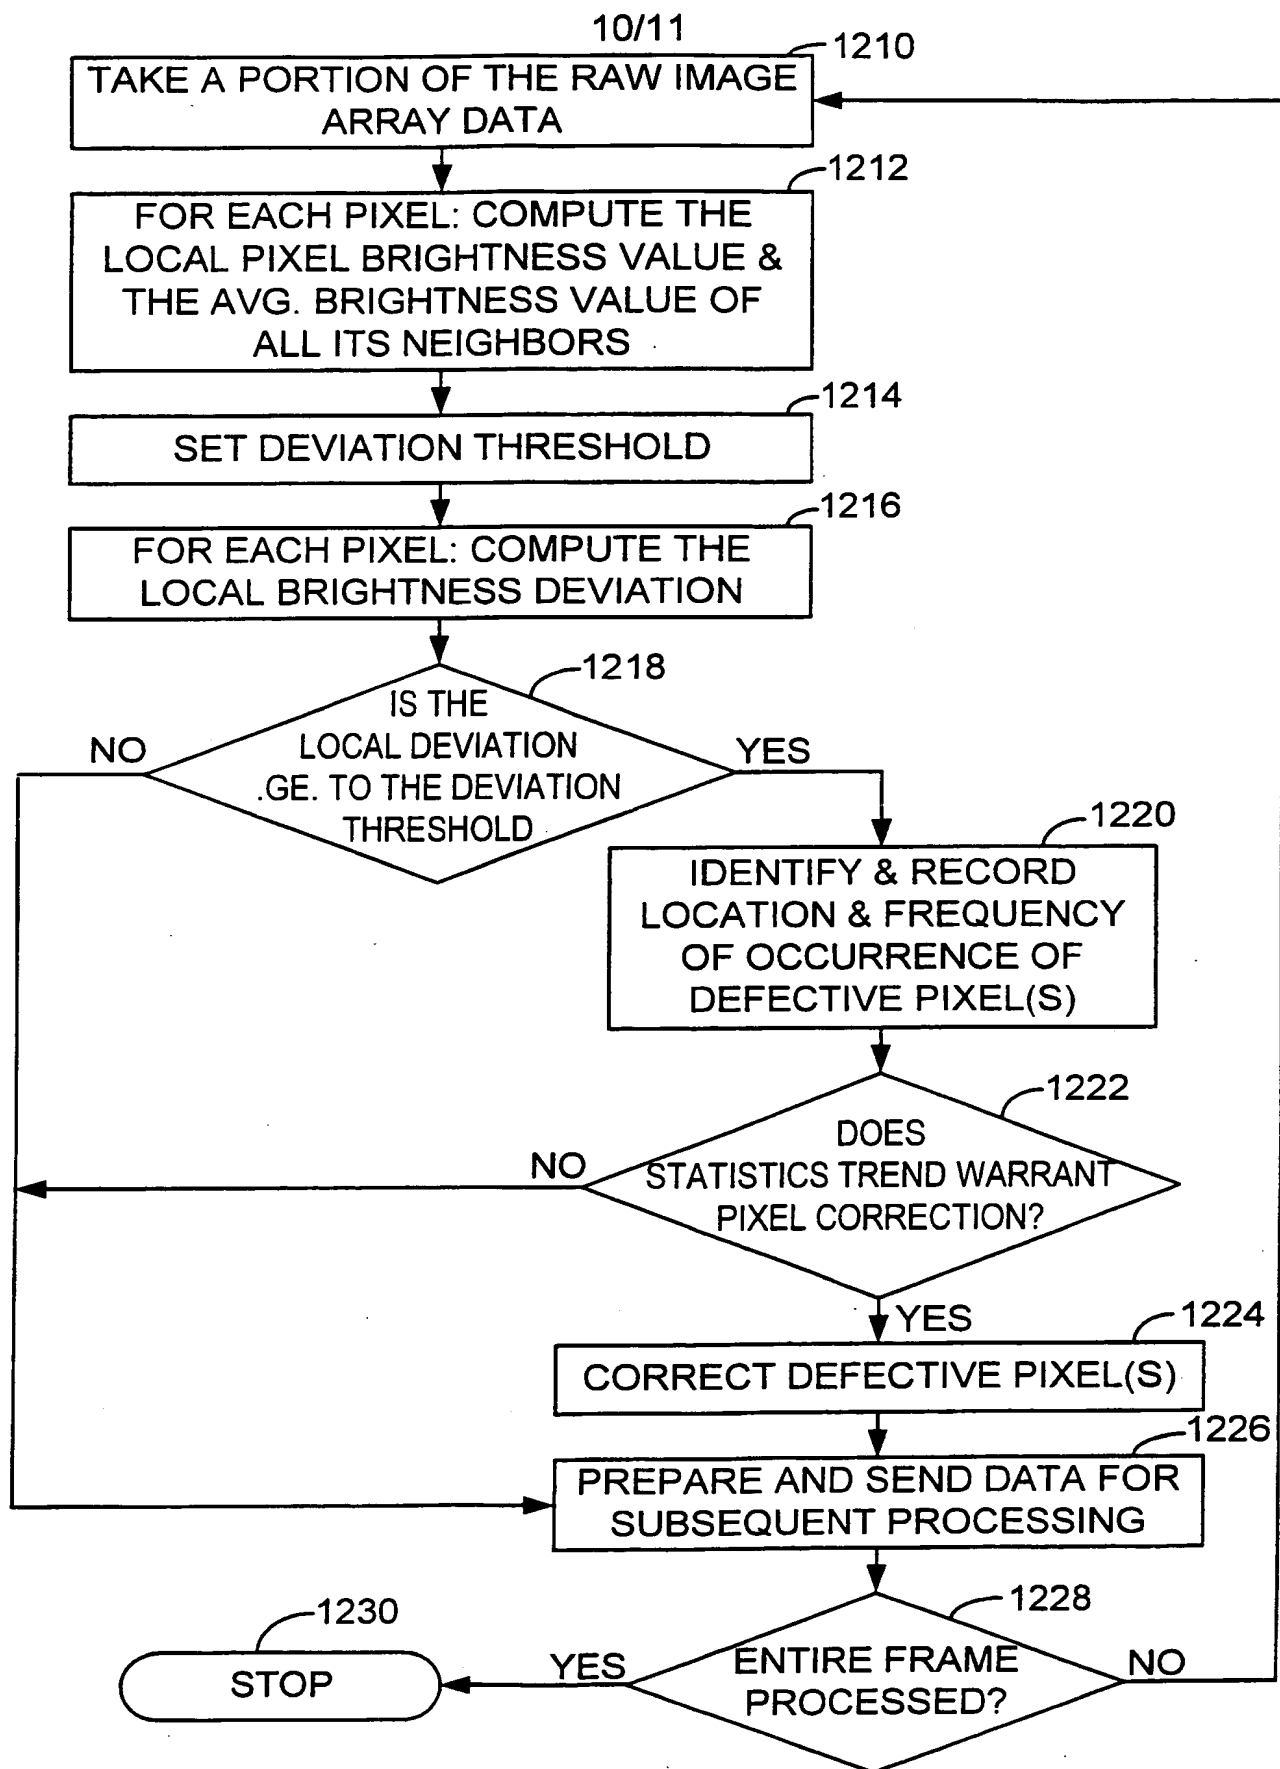 10/11
1210
TAKE A PORTION OF THE RAW IMAGE
ARRAY DATA
1212
FOR EACH PIXEL: COMPUTE THE
LOCAL PIXEL BRIGHTNESS VALUE &
THE AVG. BRIGHTNESS VALUE OF
ALL ITS NEIGHBORS
1214
SET DEVIATION THRESHOLD
1216
FOR EACH PIXEL: COMPUTE THE
LOCAL BRIGHTNESS DEVIATION
1218
IS THE
LOCAL DEVIATION
.GE. TO THE DEVIATION
THRESHOLD
NO
YES
1220
IDENTIFY & RECORD
LOCATION & FREQUENCY
OF OCCURRENCE OF
DEFECTIVE PIXEL(S)
1222
DOES
STATISTICS TREND WARRANT
PIXEL CORRECTION?
NO
YES
1224
CORRECT DEFECTIVE PIXEL(S)
1226
PREPARE AND SEND DATA FOR
SUBSEQUENT PROCESSING
1228
ENTIRE FRAME
PROCESSED?
YES
NO
1230
STOP